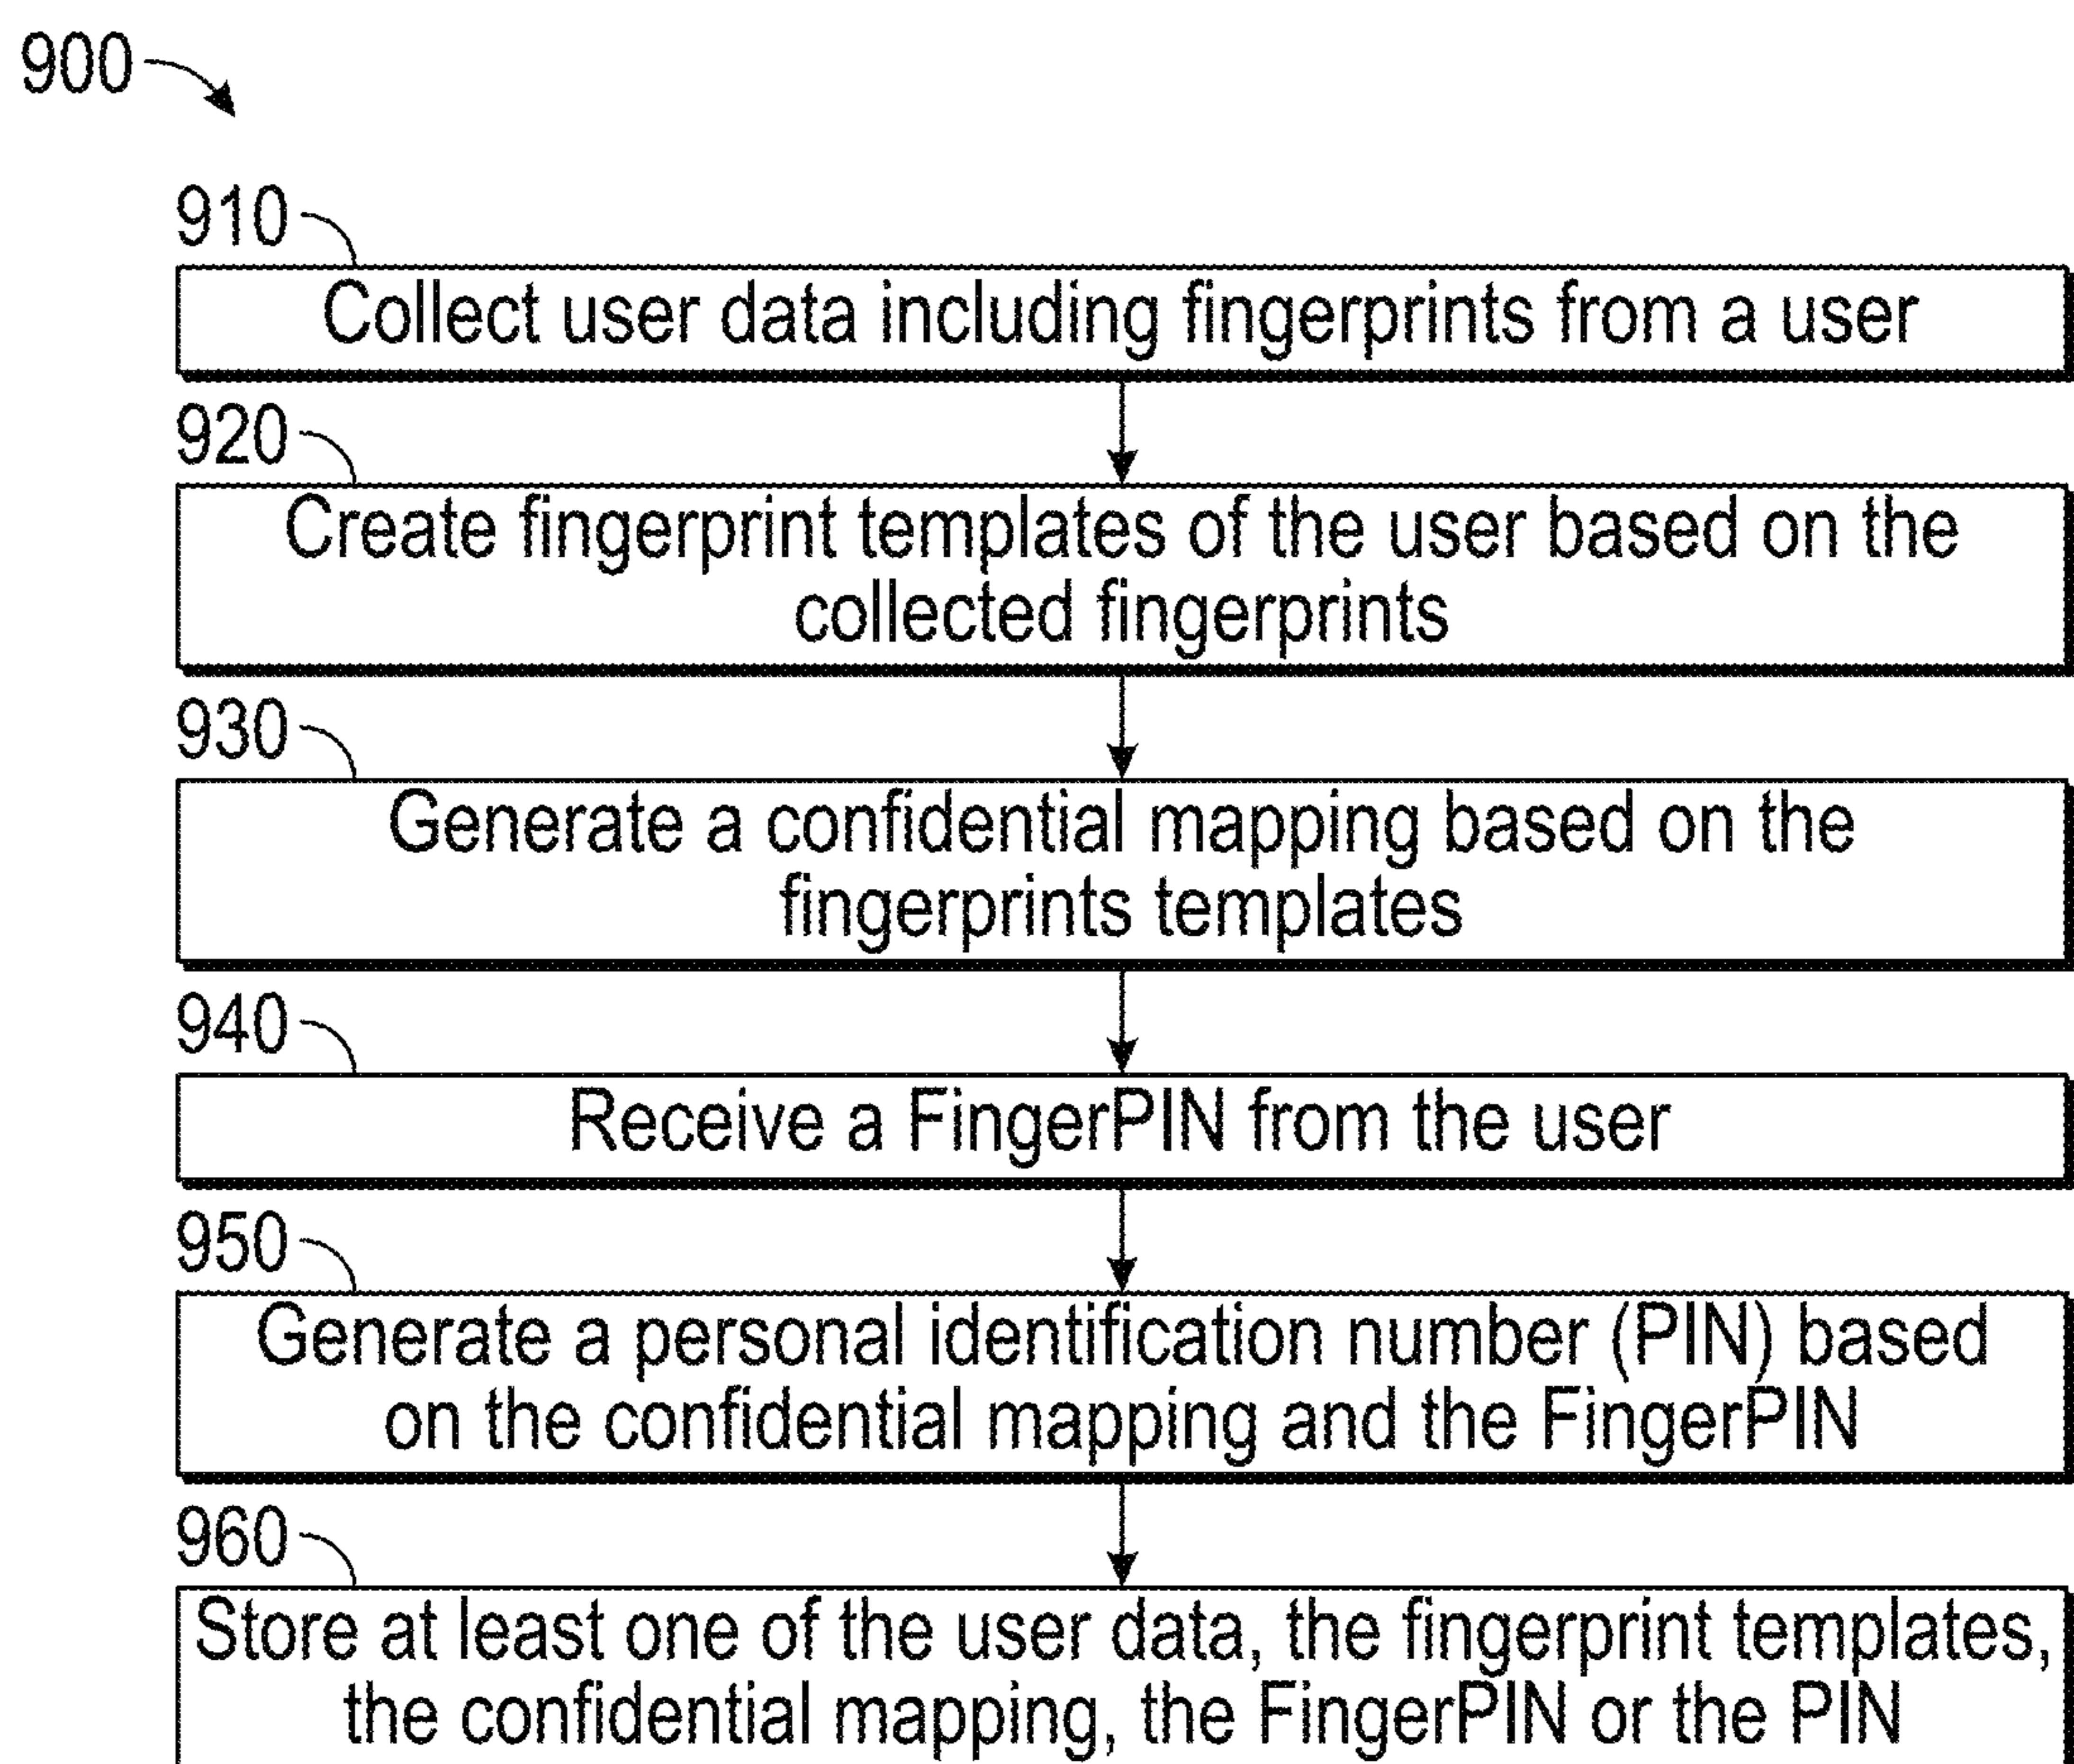 900
910
Collect user data including fingerprints from a user
920
Create fingerprint templates of the user based on the
collected fingerprints
930
Generate a confidential mapping based on the
fingerprints templates
940
Receive a FingerPIN from the user
950
Generate a personal identification number (PIN) based
on the confidential mapping and the FingerPIN
960
Store at least one of the user data, the fingerprint templates,
the confidential mapping, the FingerPIN or the PIN